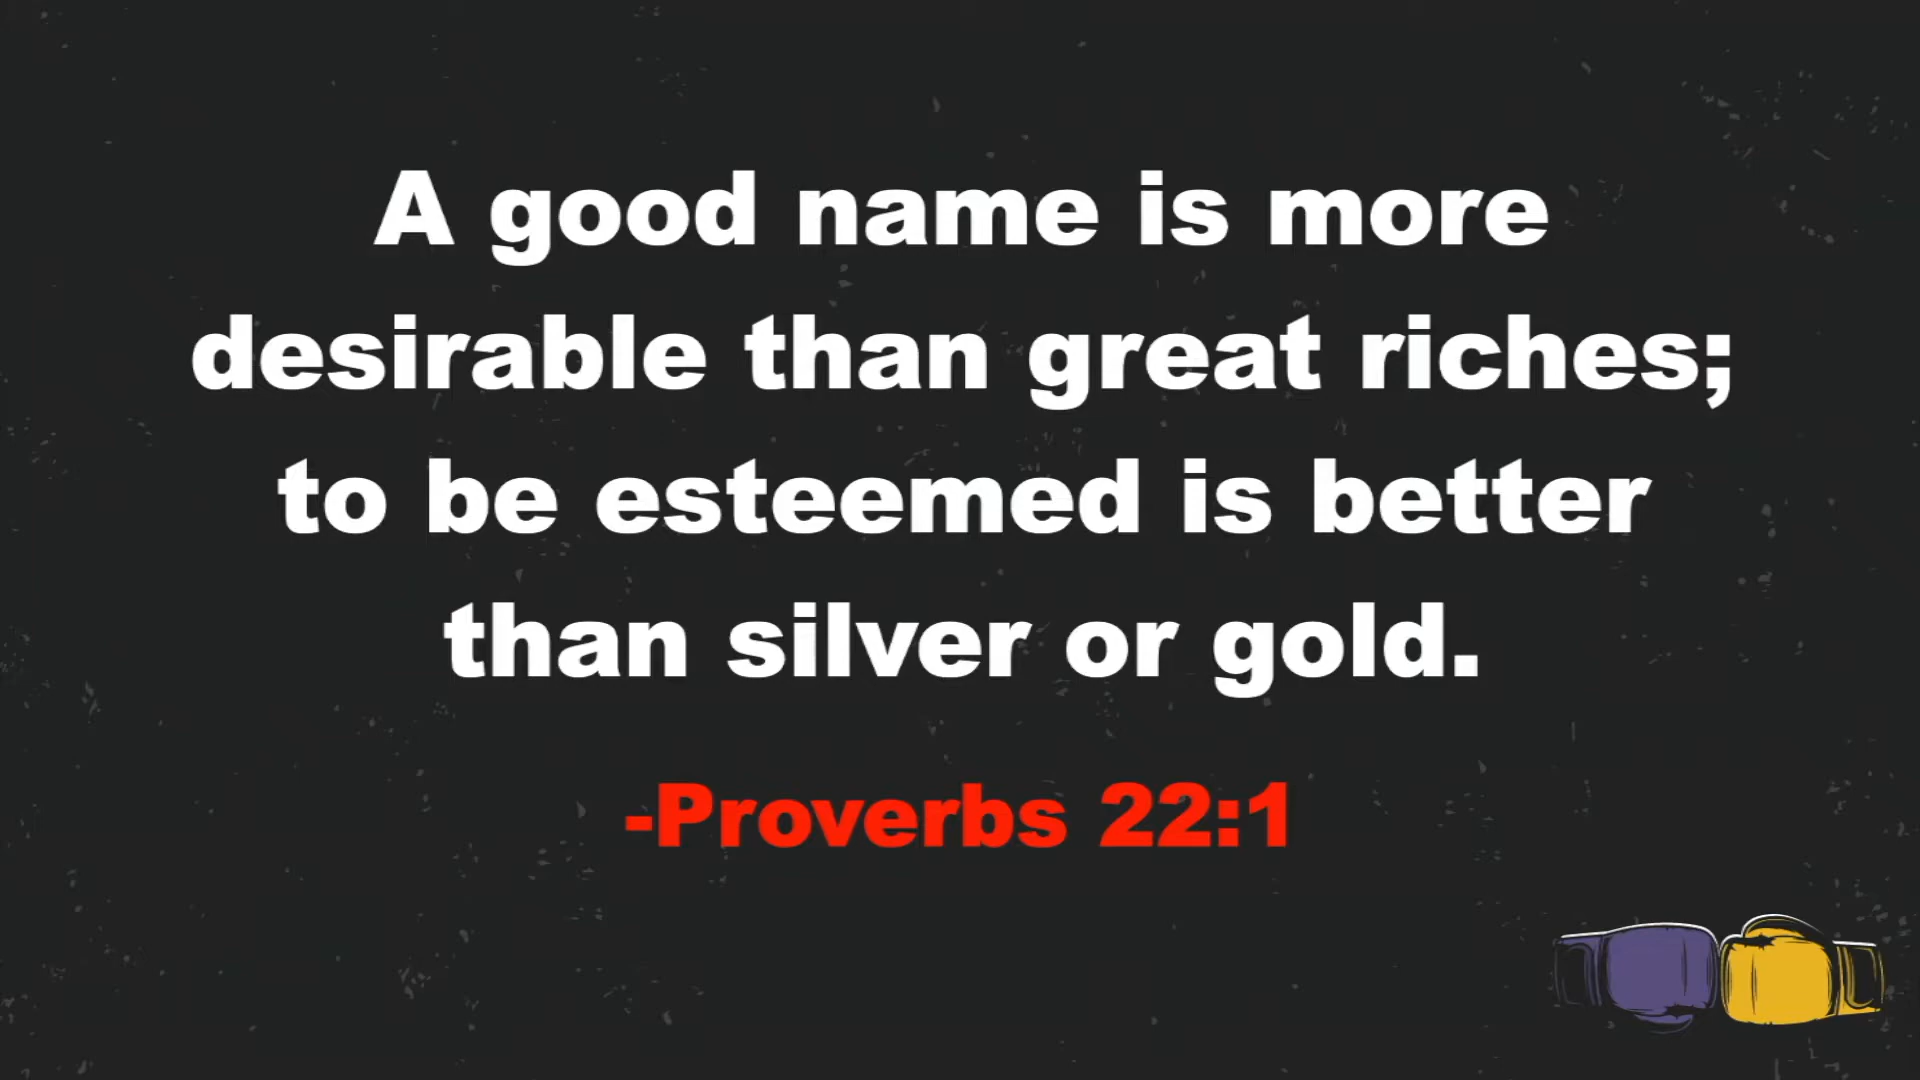 A good name is more
desirable than great riches;
to be esteemed is better
than silver or gold.
-Proverbs 22:1